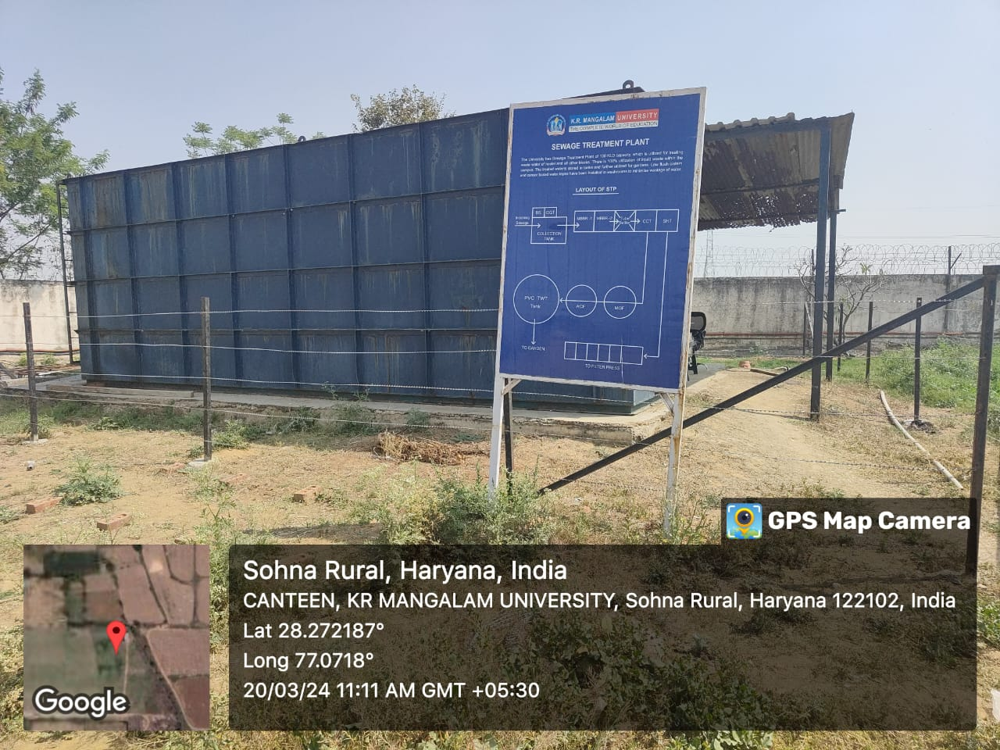 K.R. MANGALAM UNIVERSITY
THE COMPLETE WORLD OF EDUCATION
SEWAGE TREATMENT PLANT
The University has Sewage Treatment Plant of 100 KLD capacity, which is utilized for treating
waste water of hostel and all other blocks. There is 100% utilization of liquid waste within the
campus. The treated water is stored in tanks and further utilized for gardens. Low flush cistern
and sensor based water tapes have been installed in washrooms to minimise wastage of water.
LAYOUT OF STP
Incoming
Sewage
BS OGT
COLLECTION
TANK
MBBR -1 MBBR -2 Tube
Settler CCT SHT
PVC TWT
Tank
ACF
MGF
TO GARDEN
TO FILTER PRESS
GPS Map Camera
Sohna Rural, Haryana, India
CANTEEN, KR MANGALAM UNIVERSITY, Sohna Rural, Haryana 122102, India
Lat 28.272187°
Long 77.0718°
20/03/24 11:11 AM GMT +05:30
Google